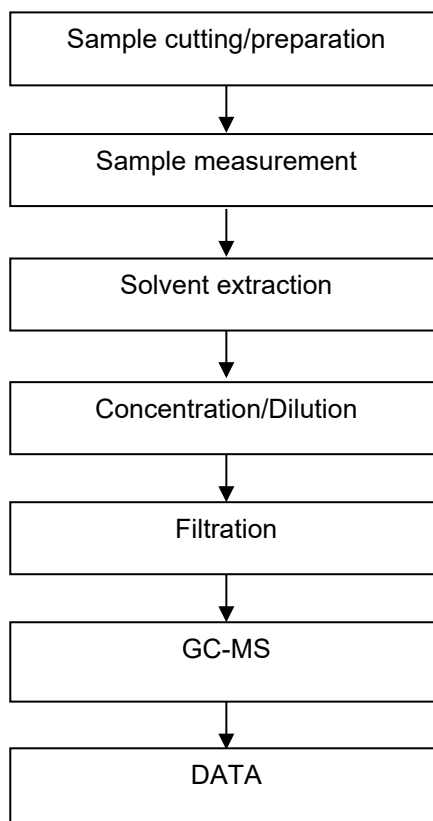 Sample cutting/preparation
Sample measurement
Solvent extraction
Concentration/Dilution
Filtration
GC-MS
DATA